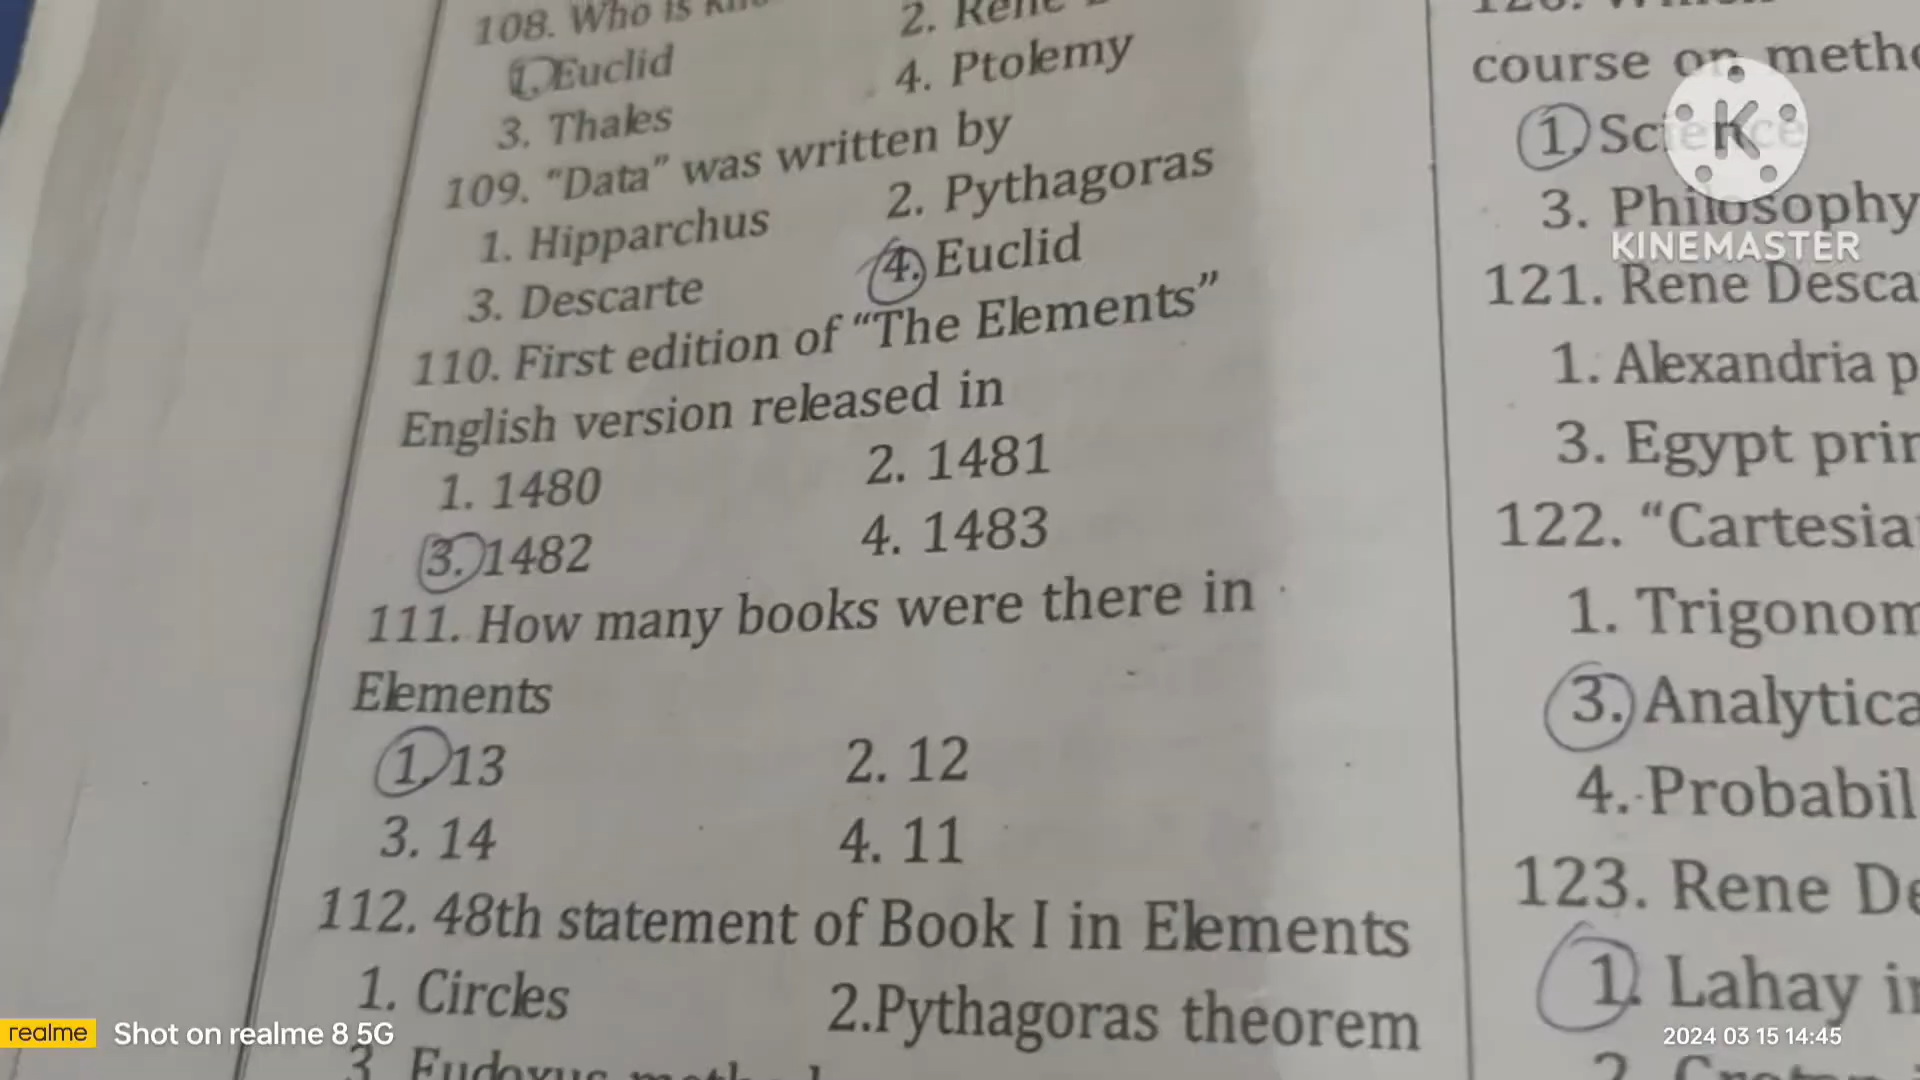 108. Who is
1. Euclid
2. Rene
3. Thales
4. Ptolemy
109. “Data” was written by
1. Hipparchus
2. Pythagoras
3. Descarte
4. Euclid
110. First edition of “The Elements”
English version released in
1. 1480
2. 1481
3. 1482
4. 1483
111. How many books were there in
Elements
1. 13
2. 12
3. 14
4. 11
112. 48th statement of Book I in Elements
1. Circles
2.Pythagoras theorem
3. Eudoxus
course on
1. Science
3. Philosophy
121. Rene Desca
1. Alexandria p
3. Egypt prin
122. “Cartesia
1. Trigonom
3. Analytica
4. Probabil
123. Rene De
1. Lahay i
K
KINEMASTER
realme
Shot on realme 8 5G
2024 03 15 14:45